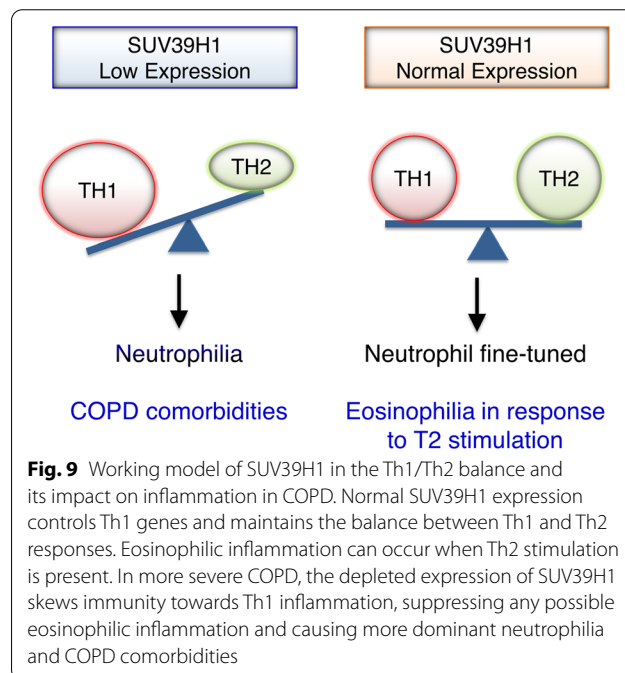 SUV39H1
Low Expression
SUV39H1
Normal Expression
TH1
TH2
TH1
TH2
Neutrophilia
Neutrophil fine-tuned
COPD comorbidities
Eosinophilia in response
to T2 stimulation
Fig. 9 Working model of SUV39H1 in the Th1/Th2 balance and
its impact on inflammation in COPD. Normal SUV39H1 expression
controls Th1 genes and maintains the balance between Th1 and Th2
responses. Eosinophilic inflammation can occur when Th2 stimulation
is present. In more severe COPD, the depleted expression of SUV39H1
skews immunity towards Th1 inflammation, suppressing any possible
eosinophilic inflammation and causing more dominant neutrophilia
and COPD comorbidities